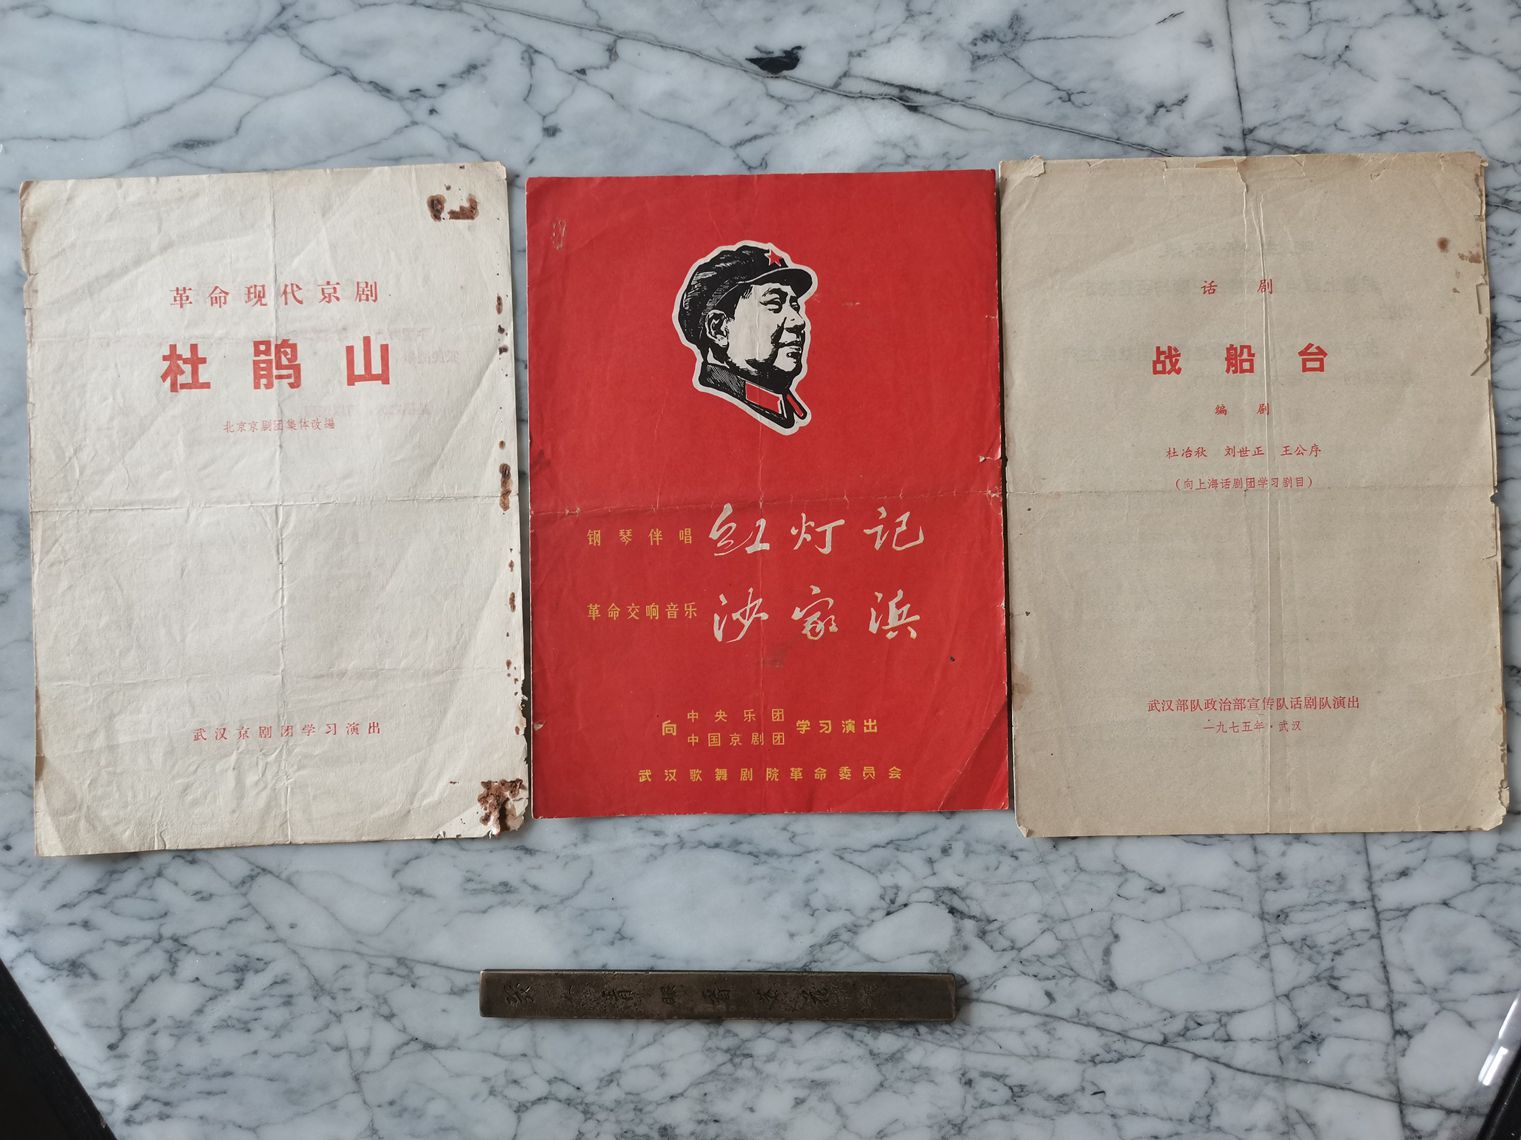 革命现代京剧
杜鹃山
北京京剧团集体改编
武汉京剧团学习演出
钢琴伴唱 红灯记
革命交响音乐 沙家浜
向 中央乐团 中国京剧团 学习演出
武汉歌舞剧院革命委员会
话剧
战船台
编剧
杜冶秋 刘世正 王公序
(向上海话剧团学习剧目)
武汉部队政治部宣传队话剧队演出
一九七五年·武汉